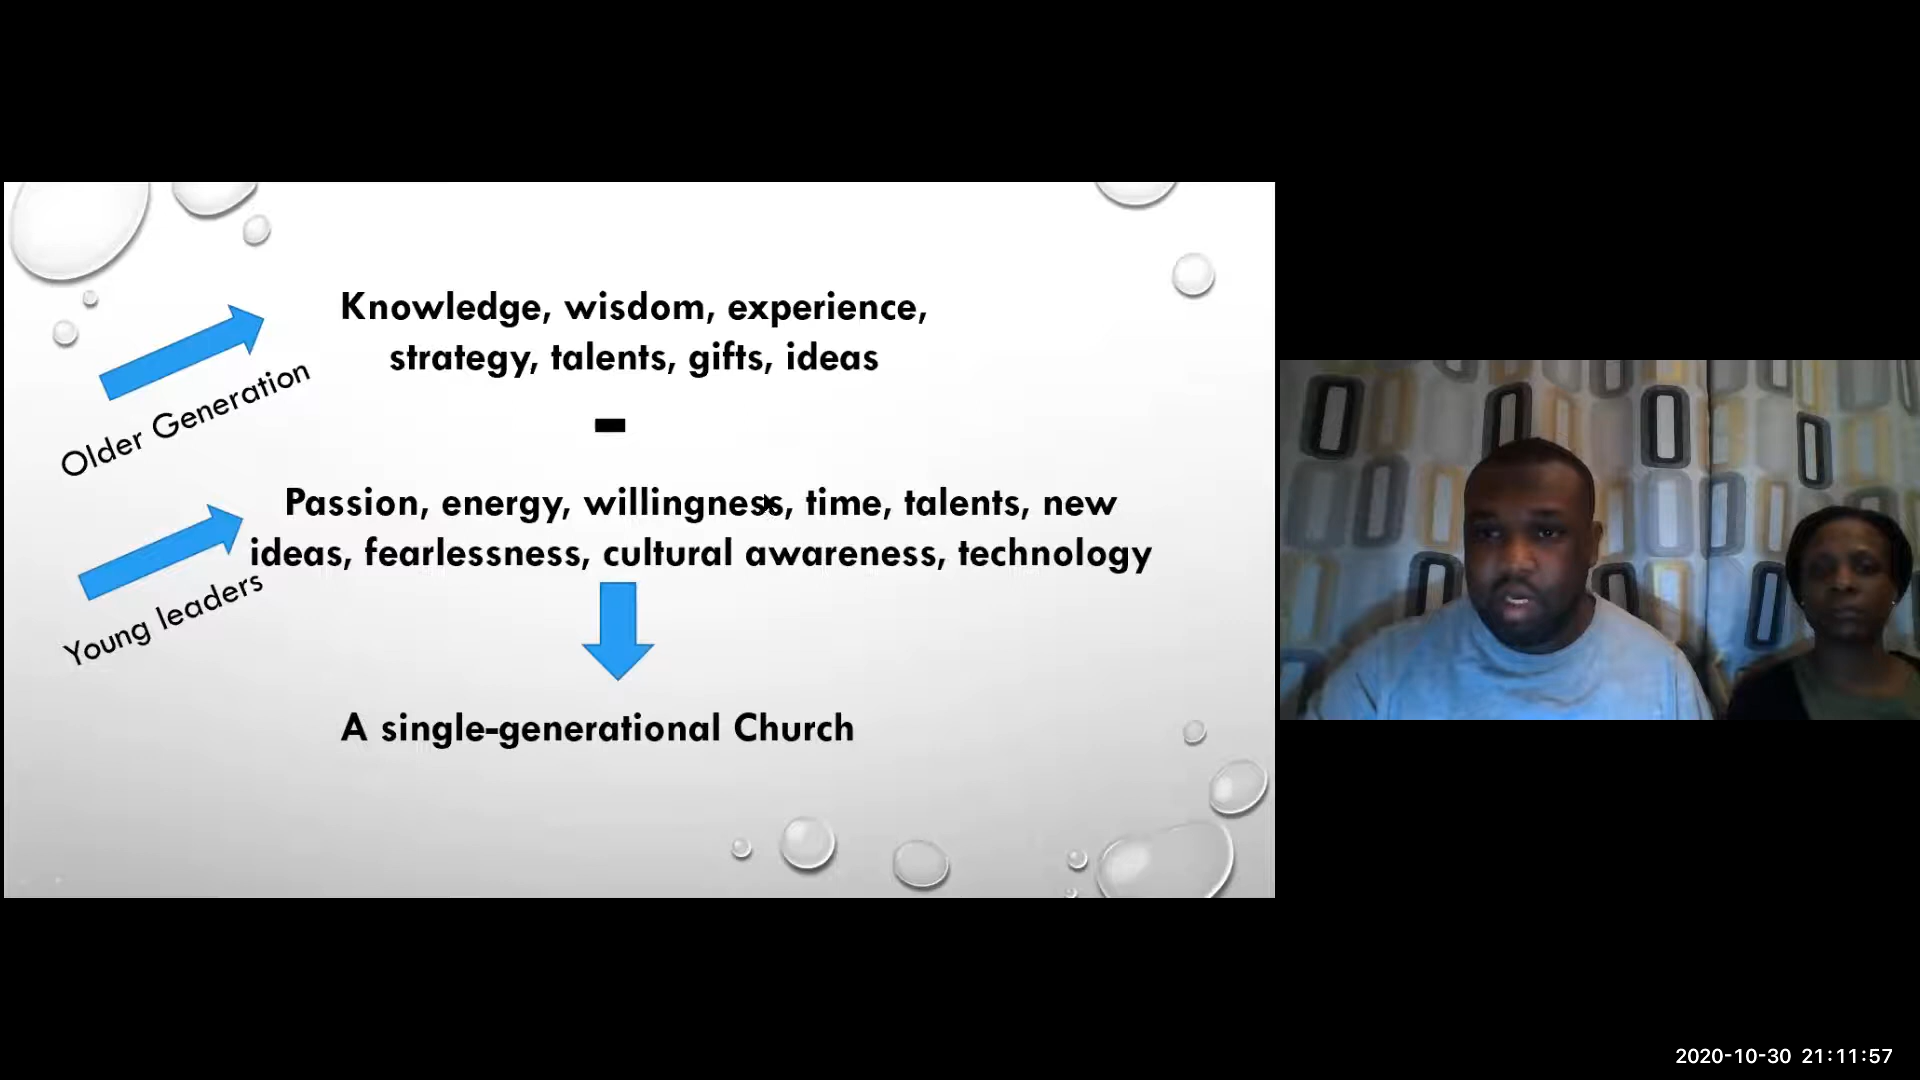 Knowledge, wisdom, experience,
strategy, talents, gifts, ideas
Older Generation
-
Passion, energy, willingness, time, talents, new
ideas, fearlessness, cultural awareness, technology
Young leaders
A single-generational Church
2020-10-30 21:11:57